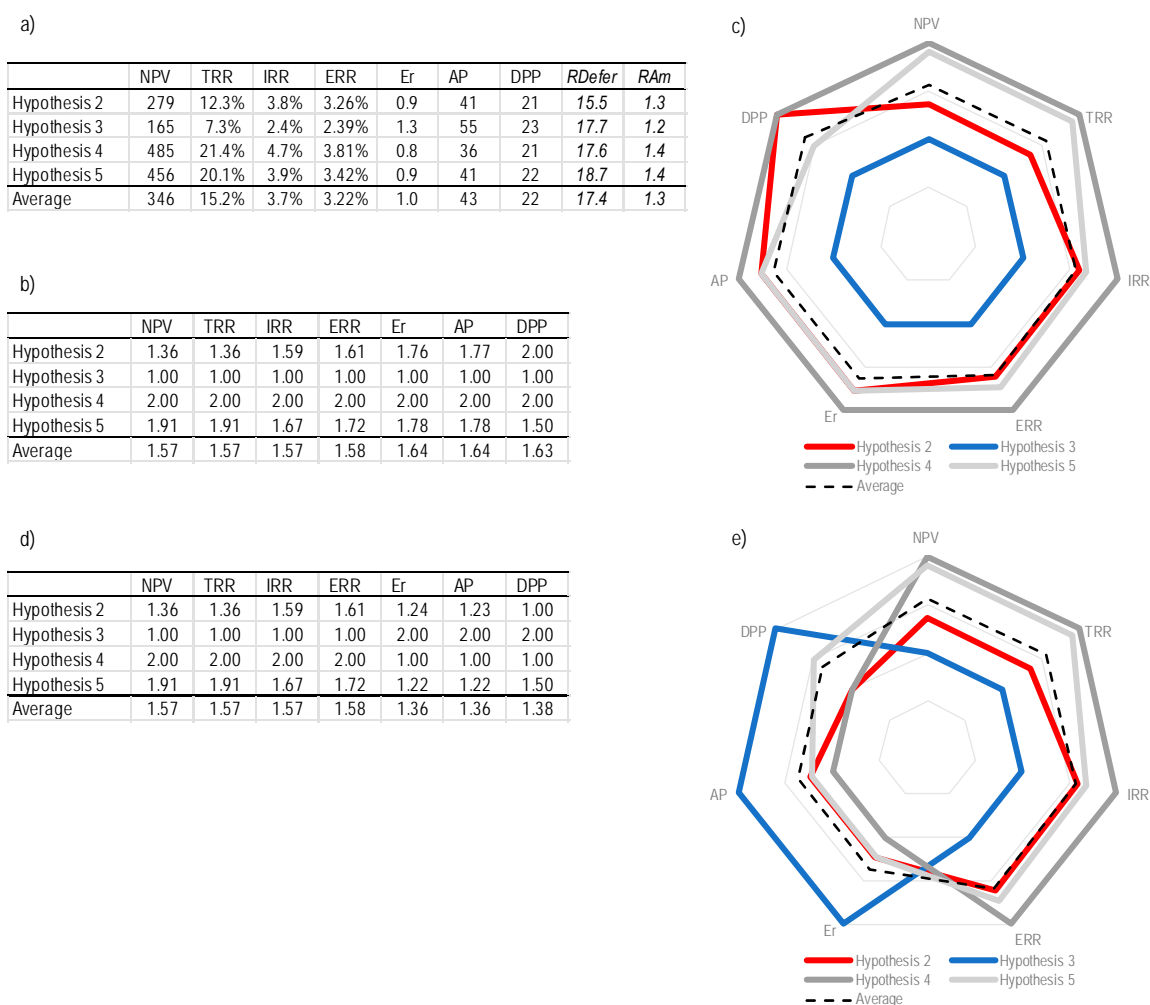 a)
NPV TRR IRR ERR Er AP DPP RDefer RAm
Hypothesis 2 279 12.3% 3.8% 3.26% 0.9 41 21 15.5 1.3
Hypothesis 3 165 7.3% 2.4% 2.39% 1.3 55 23 17.7 1.2
Hypothesis 4 485 21.4% 4.7% 3.81% 0.8 36 21 17.6 1.4
Hypothesis 5 456 20.1% 3.9% 3.42% 0.9 41 22 18.7 1.4
Average 346 15.2% 3.7% 3.22% 1.0 43 22 17.4 1.3
b)
NPV TRR IRR ERR Er AP DPP
Hypothesis 2 1.36 1.36 1.59 1.61 1.76 1.77 2.00
Hypothesis 3 1.00 1.00 1.00 1.00 1.00 1.00 1.00
Hypothesis 4 2.00 2.00 2.00 2.00 2.00 2.00 2.00
Hypothesis 5 1.91 1.91 1.67 1.72 1.78 1.78 1.50
Average 1.57 1.57 1.57 1.58 1.64 1.64 1.63
c)
NPV
DPP
TRR
AP
IRR
Er
ERR
Hypothesis 2 Hypothesis 3
Hypothesis 4 Hypothesis 5
Average
d)
NPV TRR IRR ERR Er AP DPP
Hypothesis 2 1.36 1.36 1.59 1.61 1.24 1.23 1.00
Hypothesis 3 1.00 1.00 1.00 1.00 2.00 2.00 2.00
Hypothesis 4 2.00 2.00 2.00 2.00 1.00 1.00 1.00
Hypothesis 5 1.91 1.91 1.67 1.72 1.22 1.22 1.50
Average 1.57 1.57 1.57 1.58 1.36 1.36 1.38
e)
NPV
DPP
TRR
AP
IRR
Er
ERR
Hypothesis 2 Hypothesis 3
Hypothesis 4 Hypothesis 5
Average